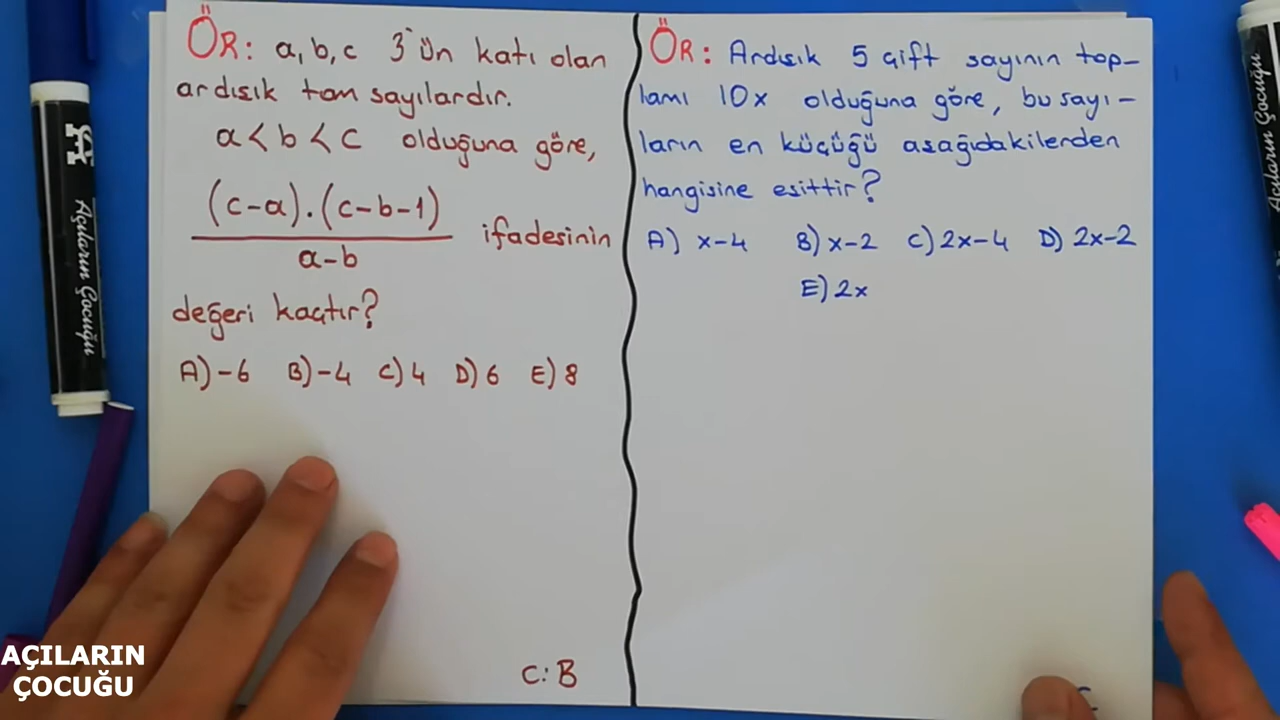 ÖR: a, b, c 3'ün katı olan
ardışık tam sayılardır.
a < b < c olduğuna göre,
(c-a).(c-b-1)
a-b
ifadesinin
değeri kaçtır?
A) -6 B) -4 C) 4 D) 6 E) 8
C: B
ÖR: Ardışık 5 çift sayının top-
lamı 10x olduğuna göre, bu sayı-
ların en küçüğü aşağıdakilerden
hangisine eşittir?
A) x-4 B) x-2 C) 2x-4 D) 2x-2
E) 2x
Açıların Çocuğu
Açıların Çocuğu
AÇILARIN
ÇOCUĞU